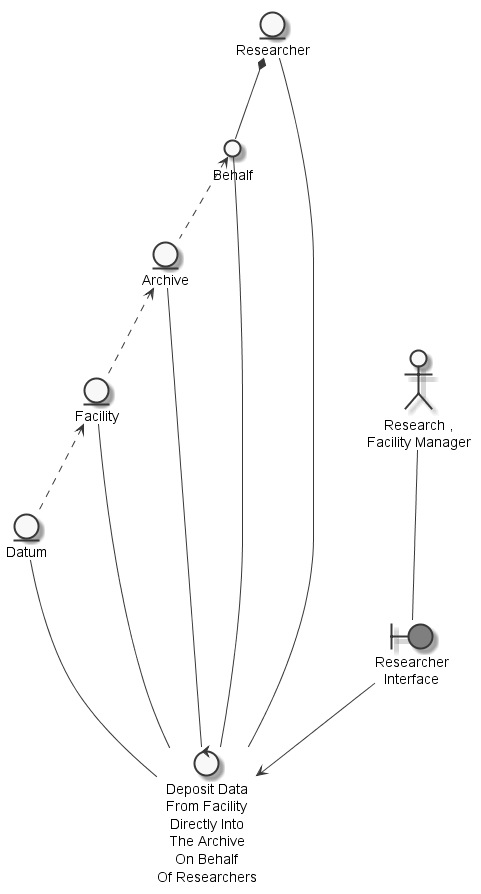 Researcher
Behalf
Archive
Facility
Research ,
Facility Manager
Datum
Researcher
Interface
Deposit Data
From Facility
Directly Into
The Archive
On Behalf
Of Researchers